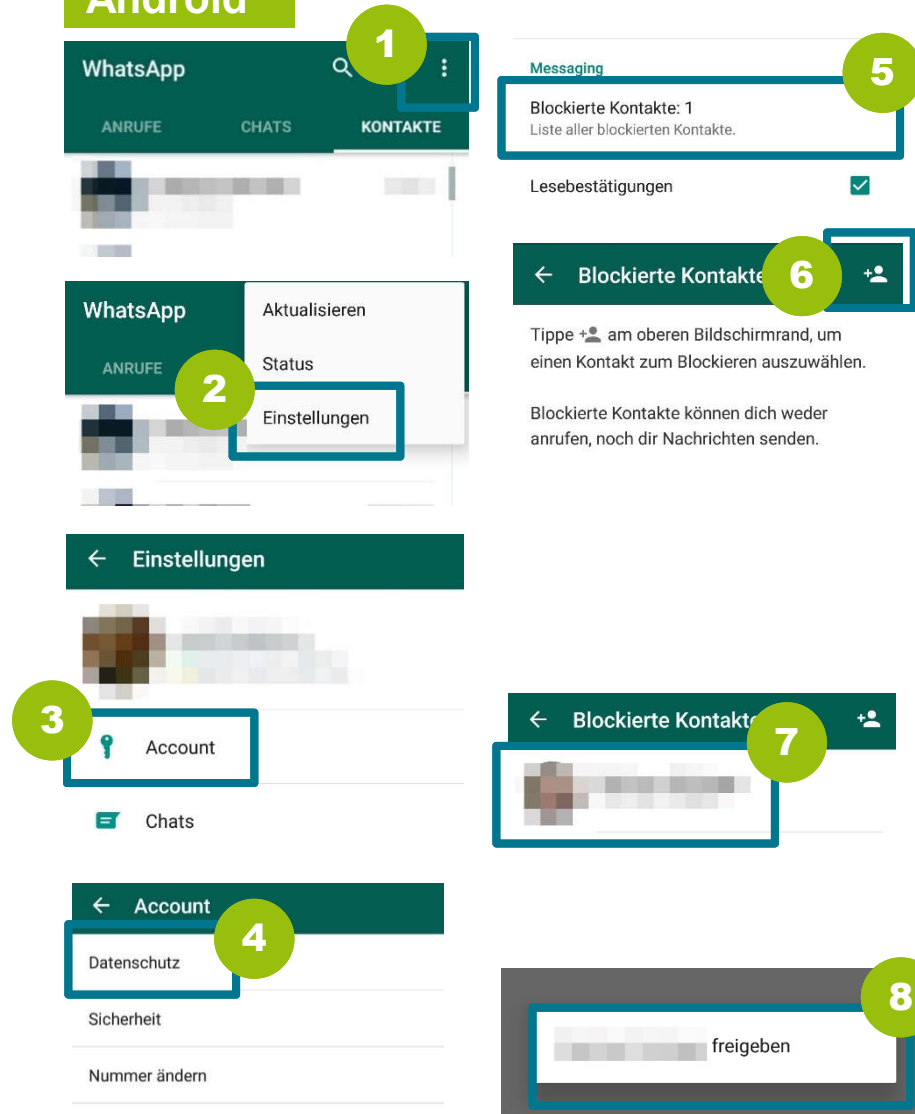 Android
1
WhatsApp
ANRUFE CHATS KONTAKTE
WhatsApp
Aktualisieren
ANRUFE
Status
2
Einstellungen
Einstellungen
3
Account
Chats
Account
4
Datenschutz
Sicherheit
Nummer ändern
Messaging
5
Blockierte Kontakte: 1
Liste aller blockierten Kontakte.
Lesebestätigungen
Blockierte Kontakte
6
Tippe am oberen Bildschirmrand, um
einen Kontakt zum Blockieren auszuwählen.
Blockierte Kontakte können dich weder
anrufen, noch dir Nachrichten senden.
Blockierte Kontakte
7
8
freigeben